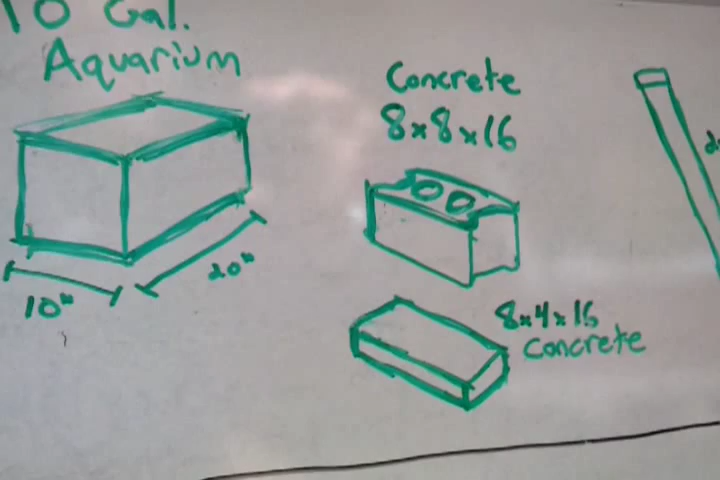 10 Gal.
Aquarium
10"
20"
Concrete
8x8x16
8x4x16
Concrete